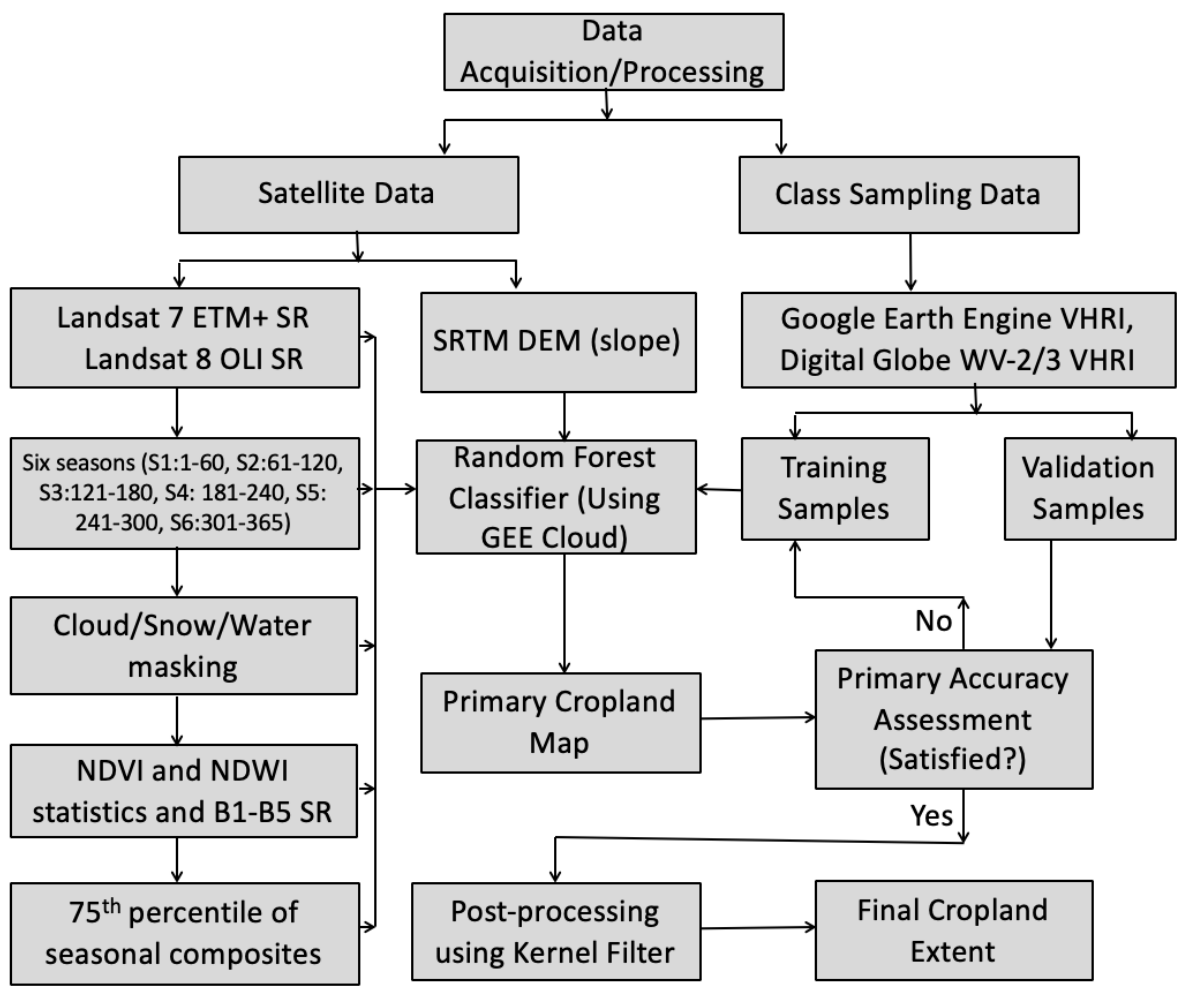 Data
Acquisition/Processing
Satellite Data
Class Sampling Data
Landsat 7 ETM+ SR
Landsat 8 OLI SR
SRTM DEM (slope)
Google Earth Engine VHRI,
Digital Globe WV-2/3 VHRI
Six seasons (S1:1-60, S2:61-120,
S3:121-180, S4: 181-240, S5:
241-300, S6:301-365)
Random Forest
Classifier (Using
GEE Cloud)
Training
Samples
Validation
Samples
Cloud/Snow/Water
masking
No
Primary Cropland
Map
Primary Accuracy
Assessment
(Satisfied?)
NDVI and NDWI
statistics and B1-B5 SR
Yes
75th percentile of
seasonal composites
Post-processing
using Kernel Filter
Final Cropland
Extent